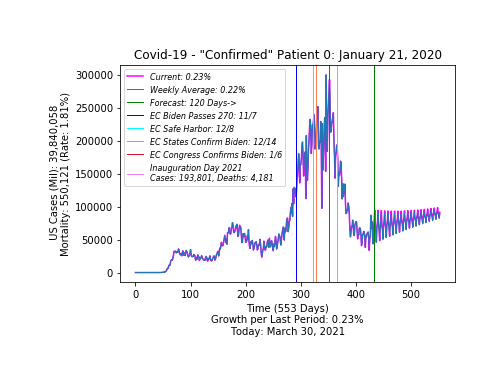 Covid-19 - "Confirmed" Patient 0: January 21, 2020
300000
250000
200000
150000
100000
50000
0
US Cases (Mil): 39,840,058
Mortality: 550,121 (Rate: 1.81%)
Current: 0.23%
Weekly Average: 0.22%
Forecast: 120 Days->
EC Biden Passes 270: 11/7
EC Safe Harbor: 12/8
EC States Confirm Biden: 12/14
EC Congress Confirms Biden: 1/6
Inauguration Day 2021
Cases: 193,801, Deaths: 4,181
0 100 200 300 400 500
Time (553 Days)
Growth per Last Period: 0.23%
Today: March 30, 2021